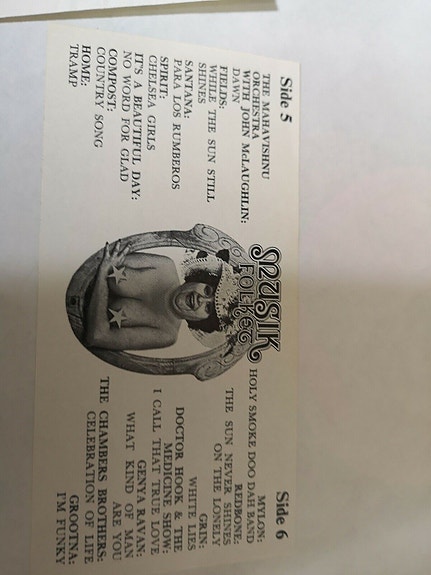 Side 5
THE MAHAVISHNU
ORCHESTRA
WITH JOHN McLAUGHLIN:
DAWN
FIELDS:
WHILE THE SUN STILL
SHINES
SANTANA:
PARA LOS RUMBEROS
SPIRIT:
CHELSEA GIRLS
IT'S A BEAUTIFUL DAY:
NO WORD FOR GLAD
COMPOST:
COUNTRY SONG
HOME:
TRAMP
MUSIK
FOLKET
Side 6
MYLON:
HOLY SMOKE DOO DAH BAND
REDBONE:
THE SUN NEVER SHINES
ON THE LONELY
GRIN:
WHITE LIES
DOCTOR HOOK & THE
MEDICINE SHOW:
I CALL THAT TRUE LOVE
GENYA RAVAN:
WHAT KIND OF MAN
ARE YOU
THE CHAMBERS BROTHERS:
CELEBRATION OF LIFE
GROOTNA:
I'M FUNKY